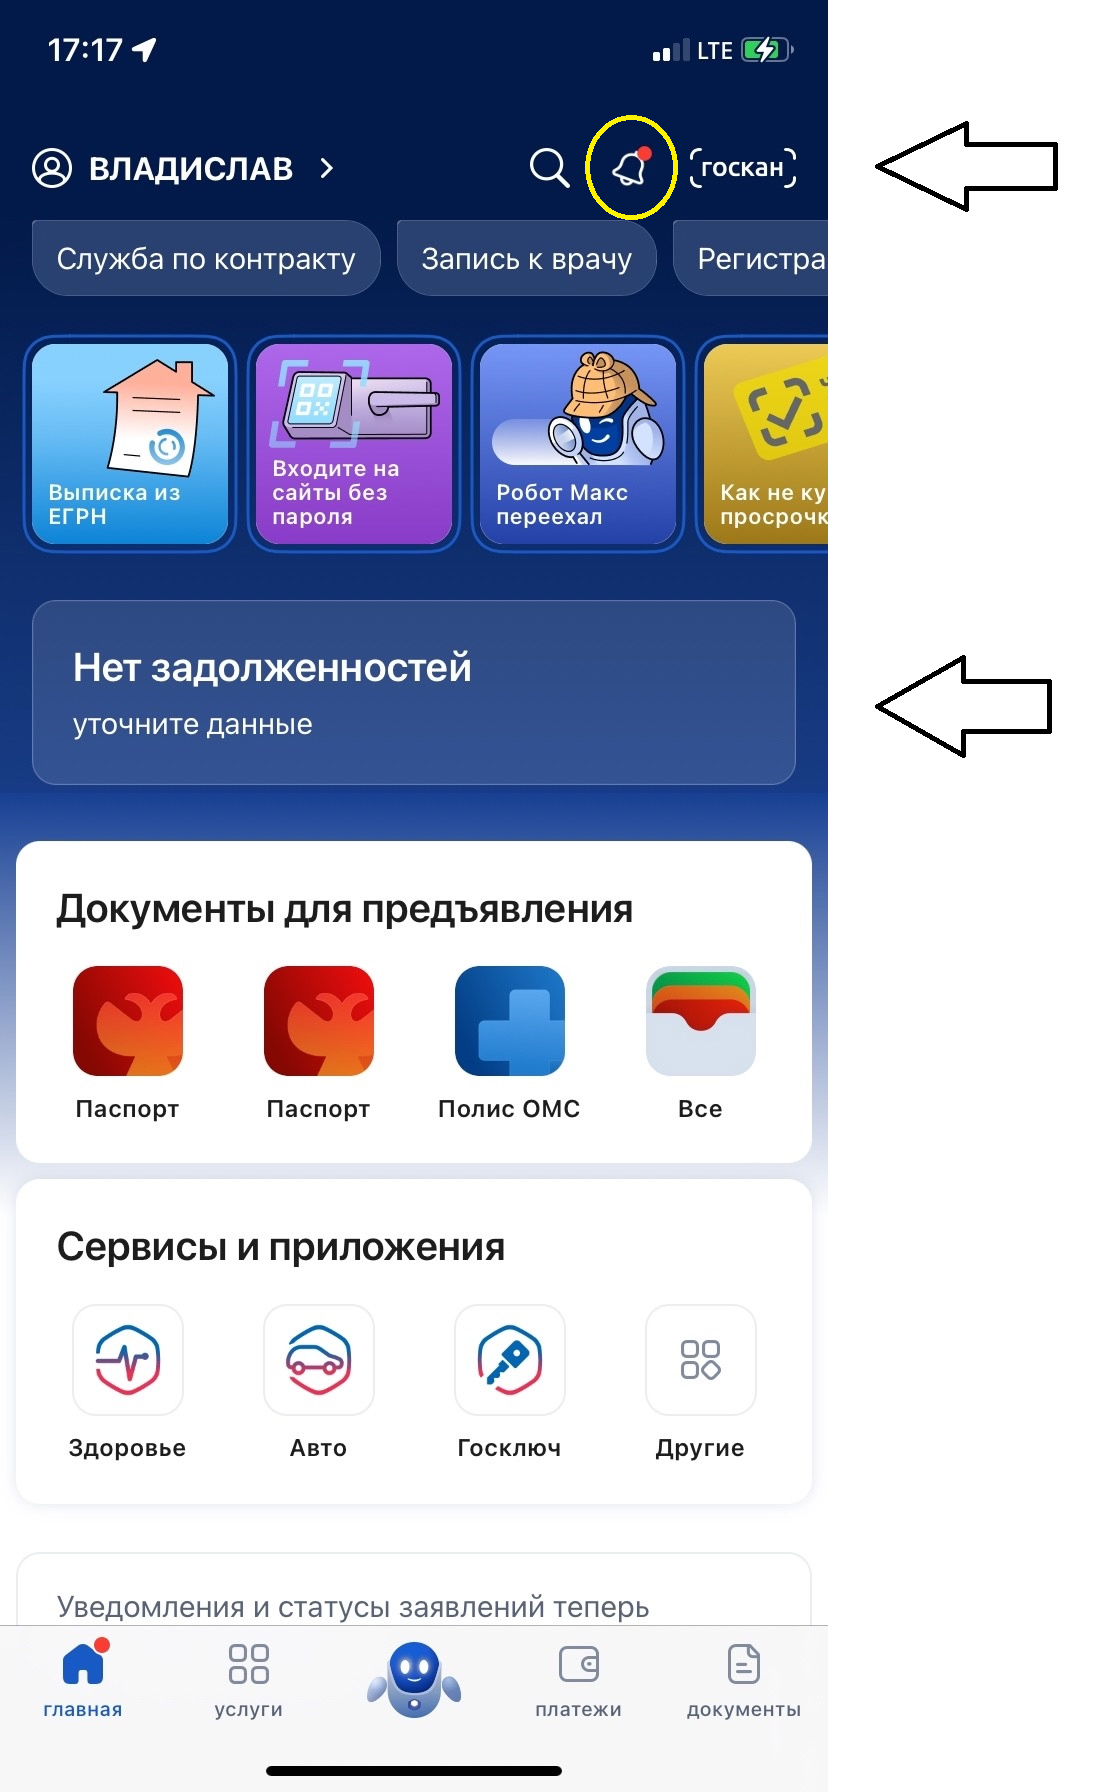 17:17
LTE
ВЛАДИСЛАВ
госкан
Служба по контракту
Запись к врачу
Регистра
Выписка из
ЕГРН
Входите на
сайты без
пароля
Робот Макс
переехал
Как не ку
просрочк
Нет задолженностей
уточните данные
Документы для предъявления
Паспорт
Паспорт
Полис ОМС
Все
Сервисы и приложения
Здоровье
Авто
Госключ
Другие
Уведомления и статусы заявлений теперь
главная
услуги
платежи
документы